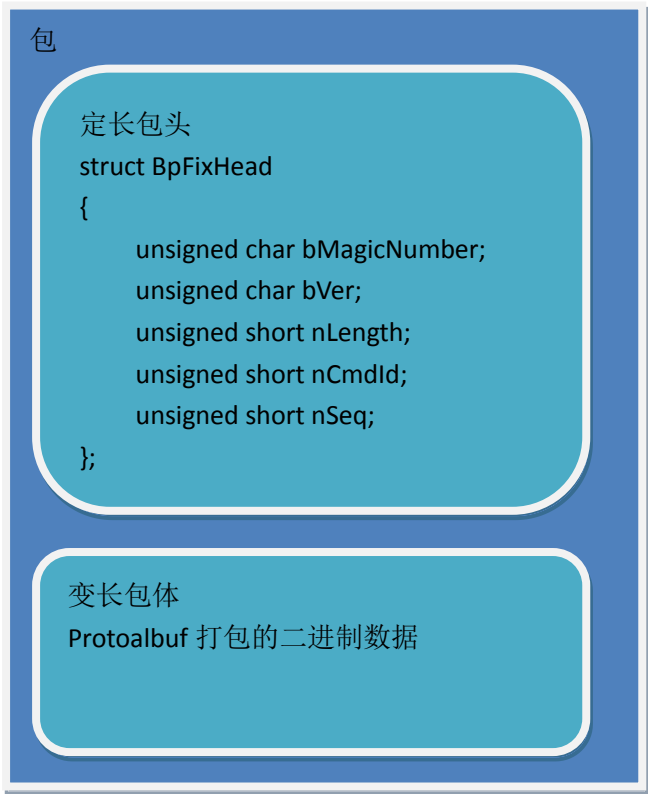 包
定长包头
struct BpFixHead
{
unsigned char bMagicNumber;
unsigned char bVer;
unsigned short nLength;
unsigned short nCmdId;
unsigned short nSeq;
};
变长包体
Protoalbuf 打包的二进制数据